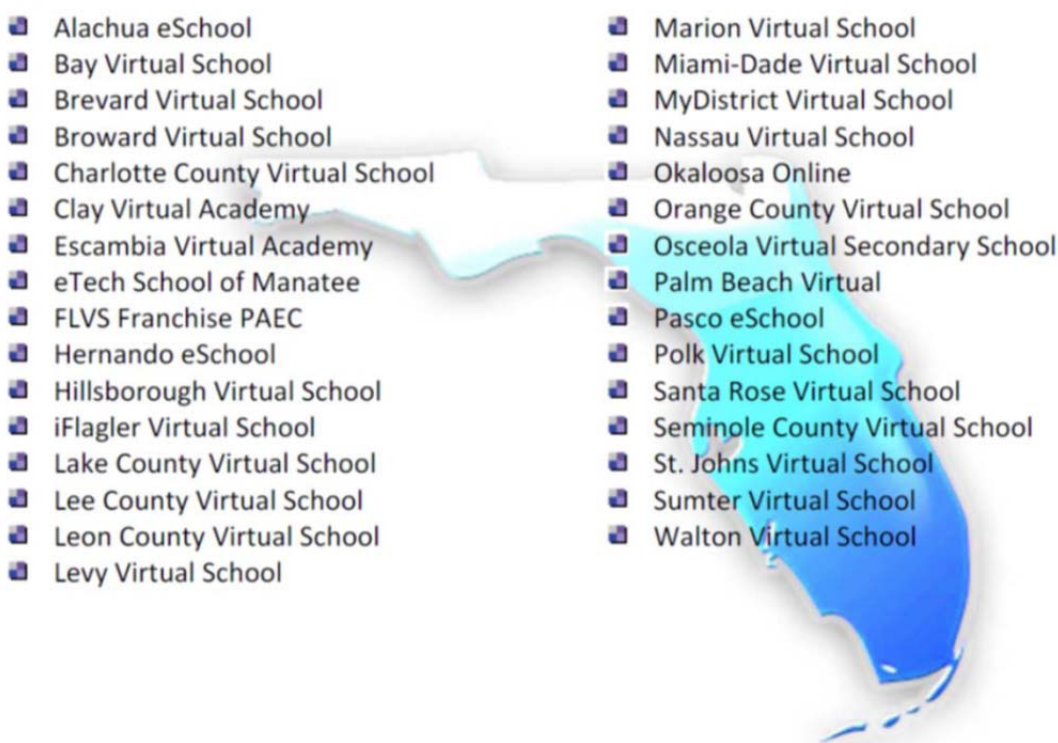 Alachua eSchool
Bay Virtual School
Brevard Virtual School
Broward Virtual School
Charlotte County Virtual School
Clay Virtual Academy
Escambia Virtual Academy
eTech School of Manatee
FLVS Franchise PAEC
Hernando eSchool
Hillsborough Virtual School
iFlagler Virtual School
Lake County Virtual School
Lee County Virtual School
Leon County Virtual School
Levy Virtual School
Marion Virtual School
Miami-Dade Virtual School
MyDistrict Virtual School
Nassau Virtual School
Okaloosa Online
Orange County Virtual School
Osceola Virtual Secondary School
Palm Beach Virtual
Pasco eSchool
Polk Virtual School
Santa Rose Virtual School
Seminole County Virtual School
St. Johns Virtual School
Sumter Virtual School
Walton Virtual School